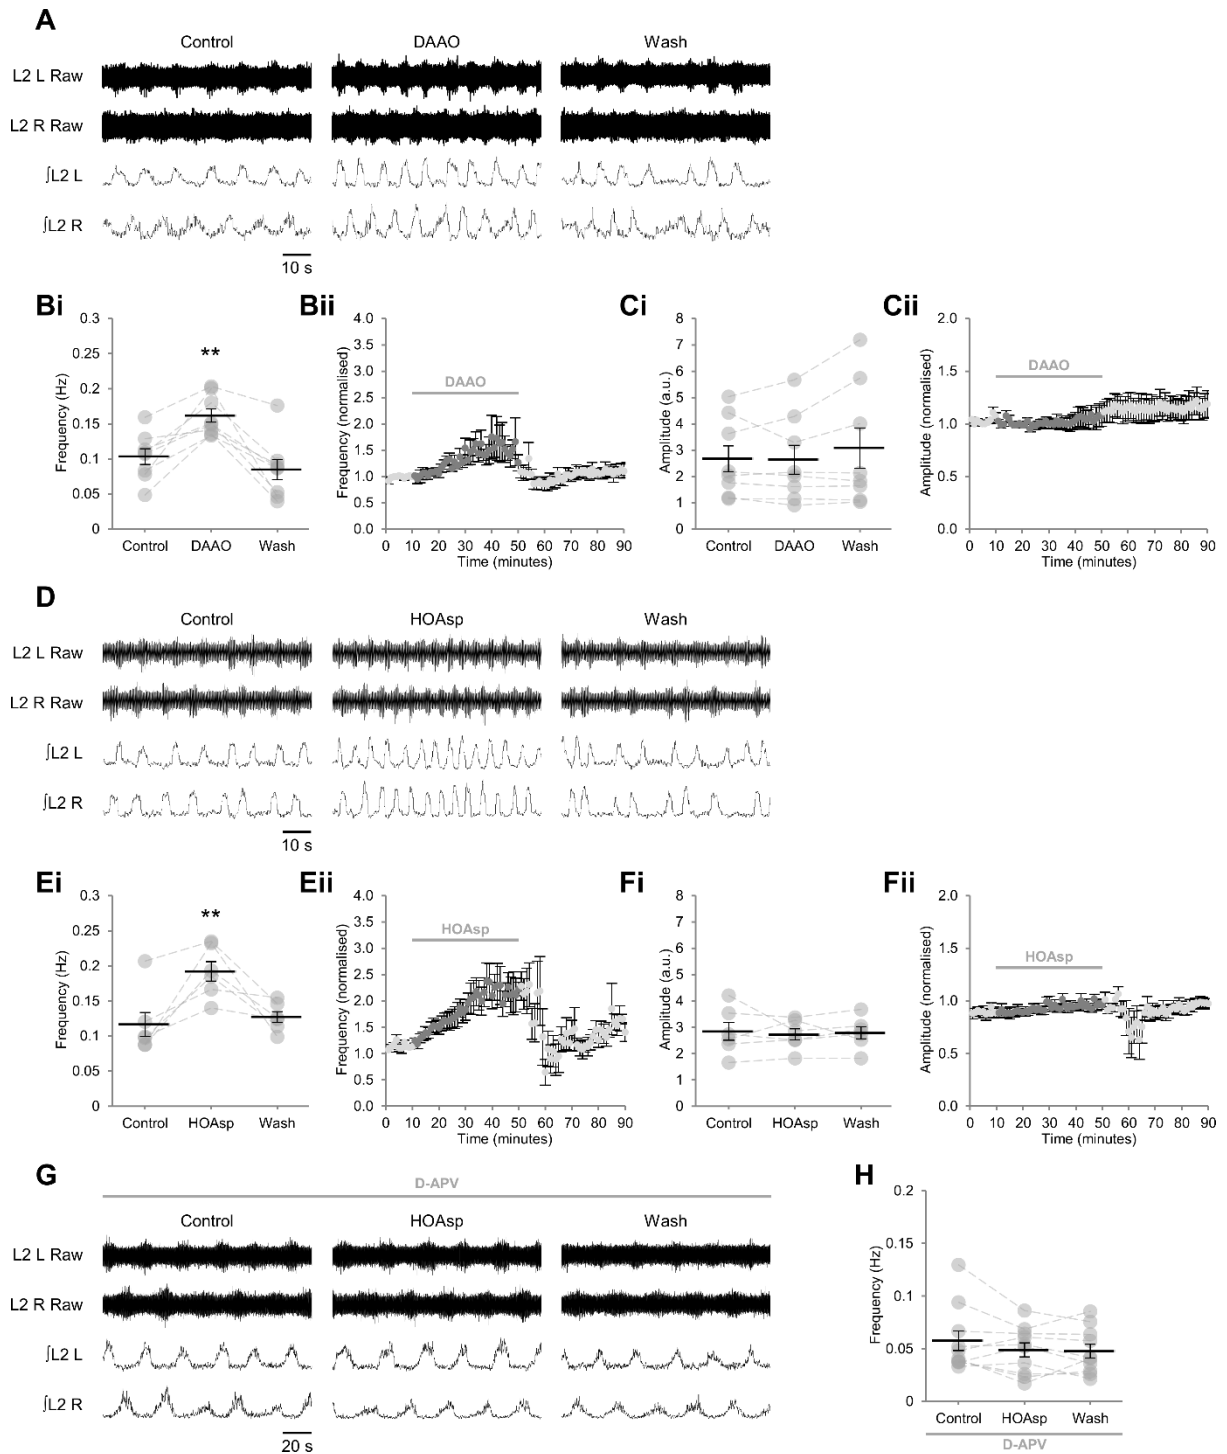 A
Control DAAO Wash
L2 L Raw
L2 R Raw
∫L2 L
∫L2 R
10 s
Bi
Frequency (Hz)
0.3
0.25
0.2
0.15
0.1
0.05
0
**
Control DAAO Wash
Bii
Frequency (normalised)
4.0
3.5
3.0
2.5
2.0
1.5
1.0
0.5
0.0
DAAO
0 10 20 30 40 50 60 70 80 90
Time (minutes)
Ci
Amplitude (a.u.)
8
7
6
5
4
3
2
1
0
Control DAAO Wash
Cii
Amplitude (normalised)
2.0
1.5
1.0
0.5
0.0
DAAO
0 10 20 30 40 50 60 70 80 90
Time (minutes)
D
Control HOAsp Wash
L2 L Raw
L2 R Raw
∫L2 L
∫L2 R
10 s
Ei
Frequency (Hz)
0.3
0.25
0.2
0.15
0.1
0.05
0
**
Control HOAsp Wash
Eii
Frequency (normalised)
4.0
3.5
3.0
2.5
2.0
1.5
1.0
0.5
0.0
HOAsp
0 10 20 30 40 50 60 70 80 90
Time (minutes)
Fi
Amplitude (a.u.)
8
7
6
5
4
3
2
1
0
Control HOAsp Wash
Fii
Amplitude (normalised)
2.0
1.5
1.0
0.5
0.0
HOAsp
0 10 20 30 40 50 60 70 80 90
Time (minutes)
G
D-APV
Control HOAsp Wash
L2 L Raw
L2 R Raw
∫L2 L
∫L2 R
20 s
H
Frequency (Hz)
0.2
0.15
0.1
0.05
0
Control HOAsp Wash
D-APV